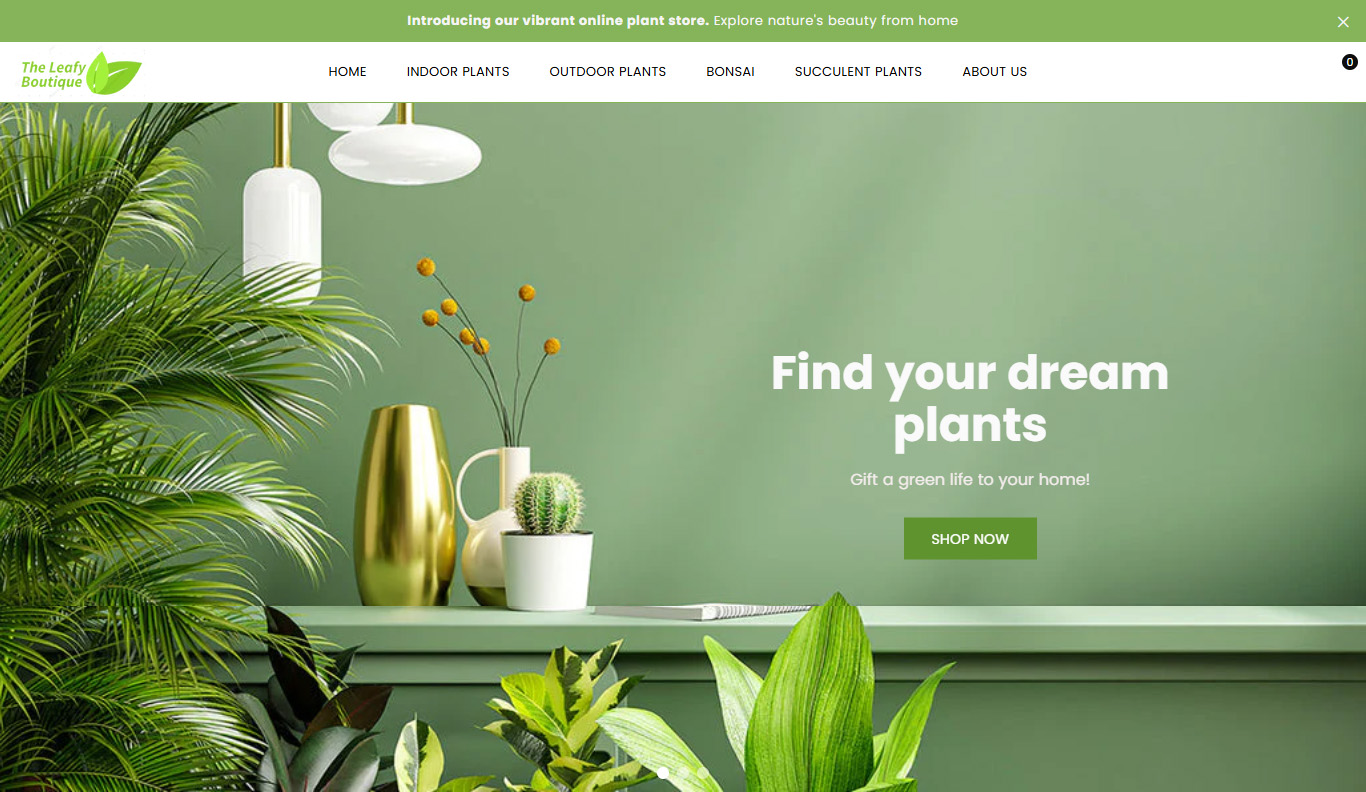 Introducing our vibrant online plant store. Explore nature's beauty from home
The Leafy
Boutique
HOME INDOOR PLANTS OUTDOOR PLANTS BONSAI SUCCULENT PLANTS ABOUT US
0
Find your dream
plants
Gift a green life to your home!
SHOP NOW